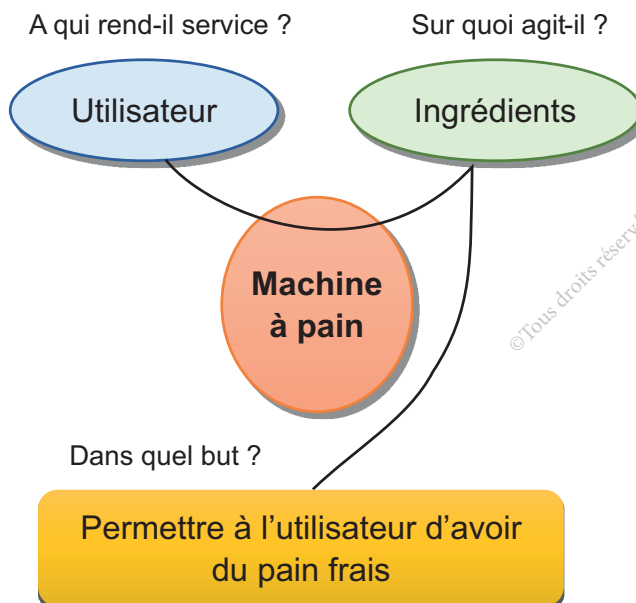 A qui rend-il service ?
Sur quoi agit-il ?
Utilisateur
Ingrédients
Machine
à pain
©Tous droits
Dans quel but ?
Permettre à l’utilisateur d’avoir
du pain frais